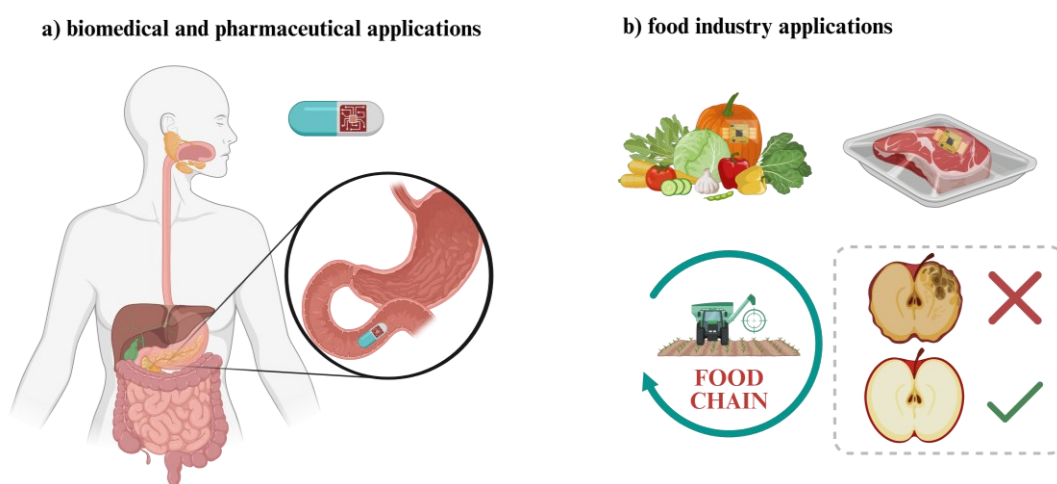 a) biomedical and pharmaceutical applications
b) food industry applications
FOOD
CHAIN